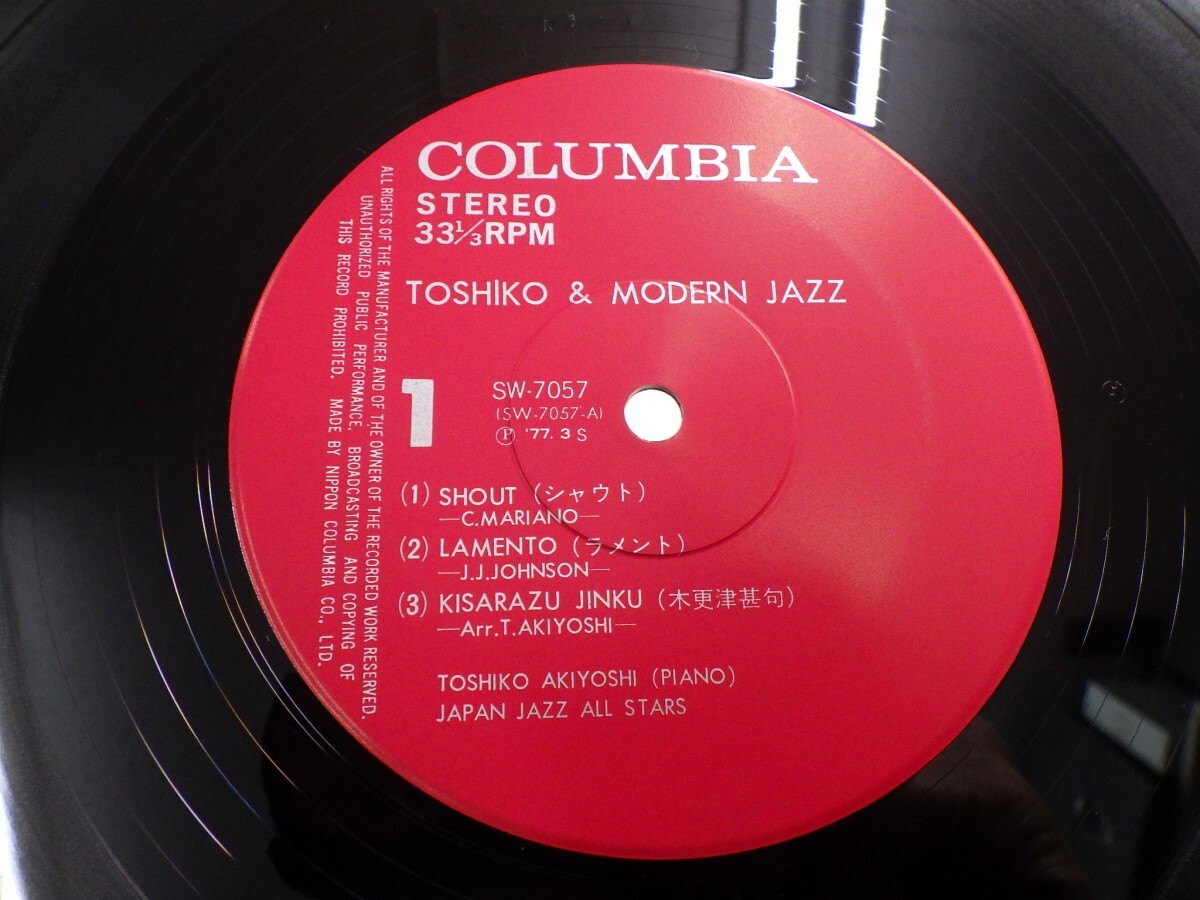 COLUMBIA
STEREO
33⅓RPM
TOSHIKO & MODERN JAZZ
1
SW-7057
(SW-7057-A)
Ⓟ '77. 3 S
(1) SHOUT (シャウト)
—C.MARIANO—
(2) LAMENTO (ラメント)
—J.J.JOHNSON—
(3) KISARAZU JINKU (木更津甚句)
—Arr.T.AKIYOSHI—
TOSHIKO AKIYOSHI (PIANO)
JAPAN JAZZ ALL STARS
ALL RIGHTS OF THE MANUFACTURER AND OF THE OWNER OF THE RECORDED WORK RESERVED.
UNAUTHORIZED PUBLIC PERFORMANCE, BROADCASTING AND COPYING OF
THIS RECORD PROHIBITED. MADE BY NIPPON COLUMBIA CO., LTD.